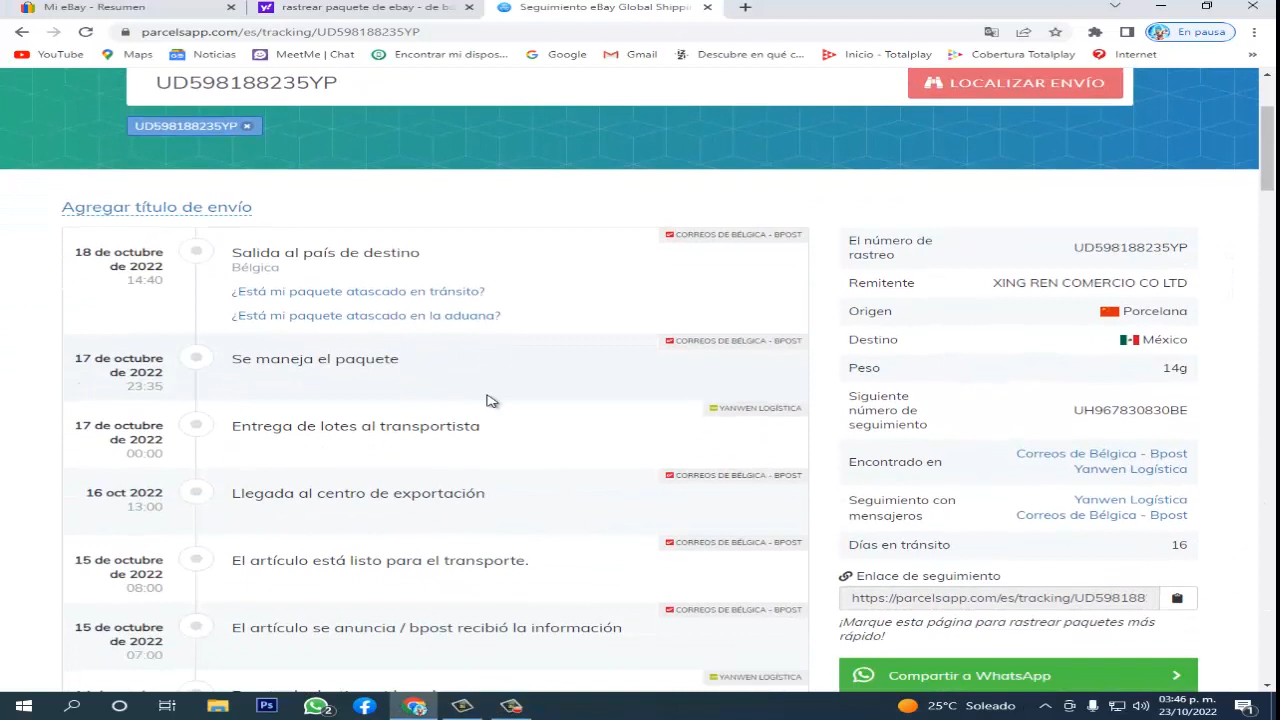 Mi eBay - Resumen
rastrear paquete de ebay - de bú
Seguimiento eBay Global Shippin
parcelsapp.com/es/tracking/UD598188235YP
En pausa
YouTube
Maps
Noticias
MeetMe | Chat
Encontrar mi dispos...
Google
Gmail
Descubre en qué c...
Inicio - Totalplay
Cobertura Totalplay
Internet
»
UD598188235YP
LOCALIZAR ENVÍO
UD598188235YP
Agregar título de envío
CORREOS DE BÉLGICA - BPOST
18 de octubre
de 2022
14:40
Salida al país de destino
Bélgica
¿Está mi paquete atascado en tránsito?
¿Está mi paquete atascado en la aduana?
CORREOS DE BÉLGICA - BPOST
17 de octubre
de 2022
23:35
Se maneja el paquete
YANWEN LOGÍSTICA
17 de octubre
de 2022
00:00
Entrega de lotes al transportista
CORREOS DE BÉLGICA - BPOST
16 oct 2022
13:00
Llegada al centro de exportación
CORREOS DE BÉLGICA - BPOST
15 de octubre
de 2022
08:00
El artículo está listo para el transporte.
CORREOS DE BÉLGICA - BPOST
15 de octubre
de 2022
07:00
El artículo se anuncia / bpost recibió la información
YANWEN LOGÍSTICA
El número de
rastreo
UD598188235YP
Remitente
XING REN COMERCIO CO LTD
Origen
Porcelana
Destino
México
Peso
14g
Siguiente
número de
seguimiento
UH967830830BE
Encontrado en
Correos de Bélgica - Bpost
Yanwen Logística
Seguimiento con
mensajeros
Yanwen Logística
Correos de Bélgica - Bpost
Días en tránsito
16
Enlace de seguimiento
https://parcelsapp.com/es/tracking/UD598188
¡Marque esta página para rastrear paquetes más
rápido!
Compartir a WhatsApp
Ps
2
25°C Soleado
03:46 p. m.
23/10/2022
1